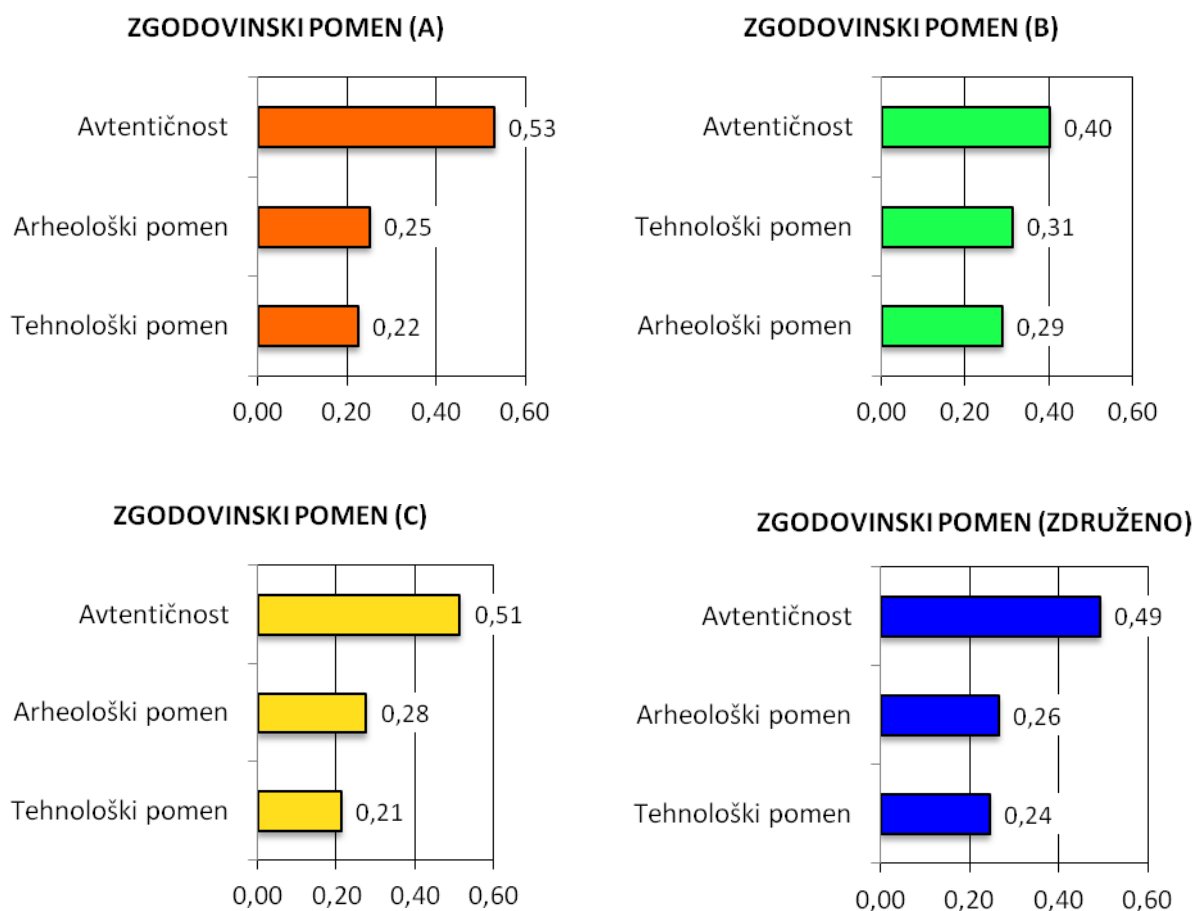 ZGODOVINSKI POMEN (A)
Avtentičnost
0,53
Arheološki pomen
0,25
Tehnološki pomen
0,22
0,00 0,20 0,40 0,60
ZGODOVINSKI POMEN (B)
Avtentičnost
0,40
Tehnološki pomen
0,31
Arheološki pomen
0,29
0,00 0,20 0,40 0,60
ZGODOVINSKI POMEN (C)
Avtentičnost
0,51
Arheološki pomen
0,28
Tehnološki pomen
0,21
0,00 0,20 0,40 0,60
ZGODOVINSKI POMEN (ZDRUŽENO)
Avtentičnost
0,49
Arheološki pomen
0,26
Tehnološki pomen
0,24
0,00 0,20 0,40 0,60